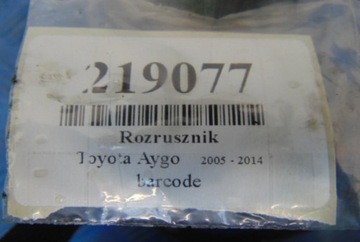 219077
Rozrusznik
Toyota Aygo 2005 - 2014
barcode